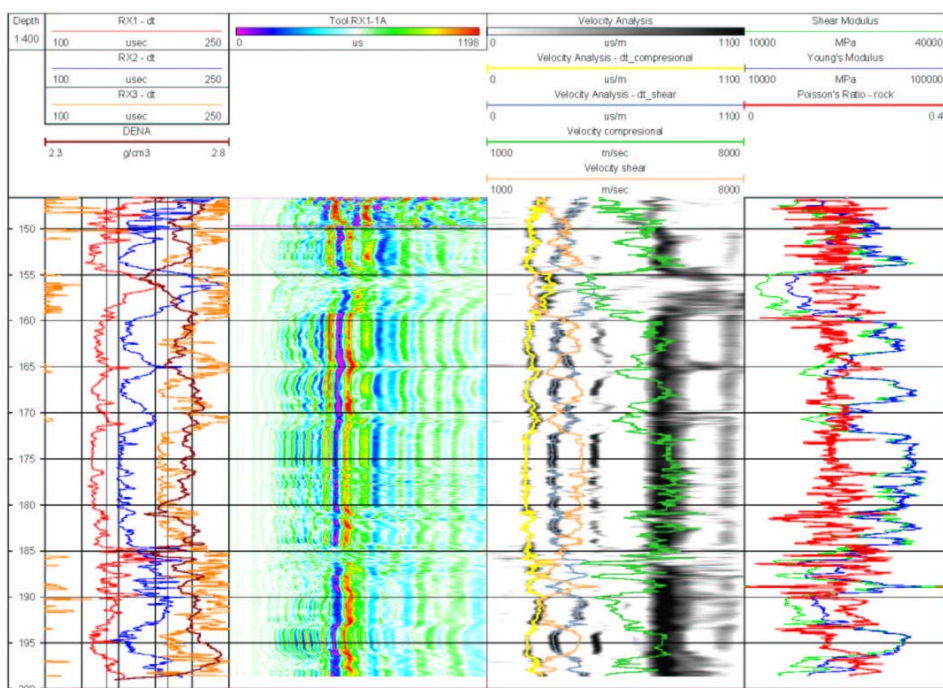 Depth
1:400
RX1 - dt
100 usec 250
RX2 - dt
100 usec 250
RX3 - dt
100 usec 250
DENA
2.3 g/cm3 2.8
Tool.RX1-1A
0 us 1198
Velocity Analysis
0 us/m 1100
Velocity Analysis - dt_compresional
us/m 1100
Velocity Analysis - dt_shear
0 us/m 1100
Velocity compresional
1000 m/sec 8000
Velocity shear
1000 m/sec 8000
Shear Modulus
10000 MPa 40000
Young's Modulus
10000 MPa 100000
Poisson's Ratio - rock
0 0.4
150
155
160
165
170
175
180
185
190
195
200